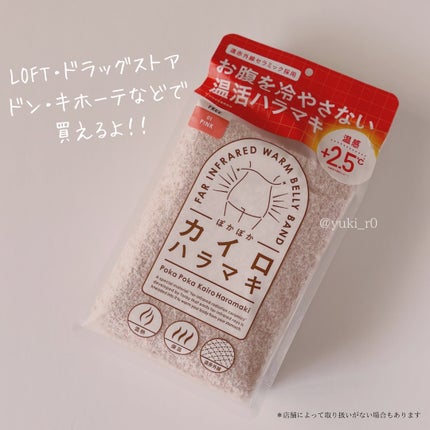 LOFT・ドラッグストア
ドン・キホーテなどで
買えるよ!!
遠赤外線セラミック採用
お腹を冷やさない
温活ハラマキ
温感
+2.5℃
01
PINK
FAR INFRARED WARM BELLY BAND
ぽかぽか
カイロ
ハラマキ
Poka Poka Kairo Haramaki
@yuki_r0
※店舗によって取り扱いがない場合もあります